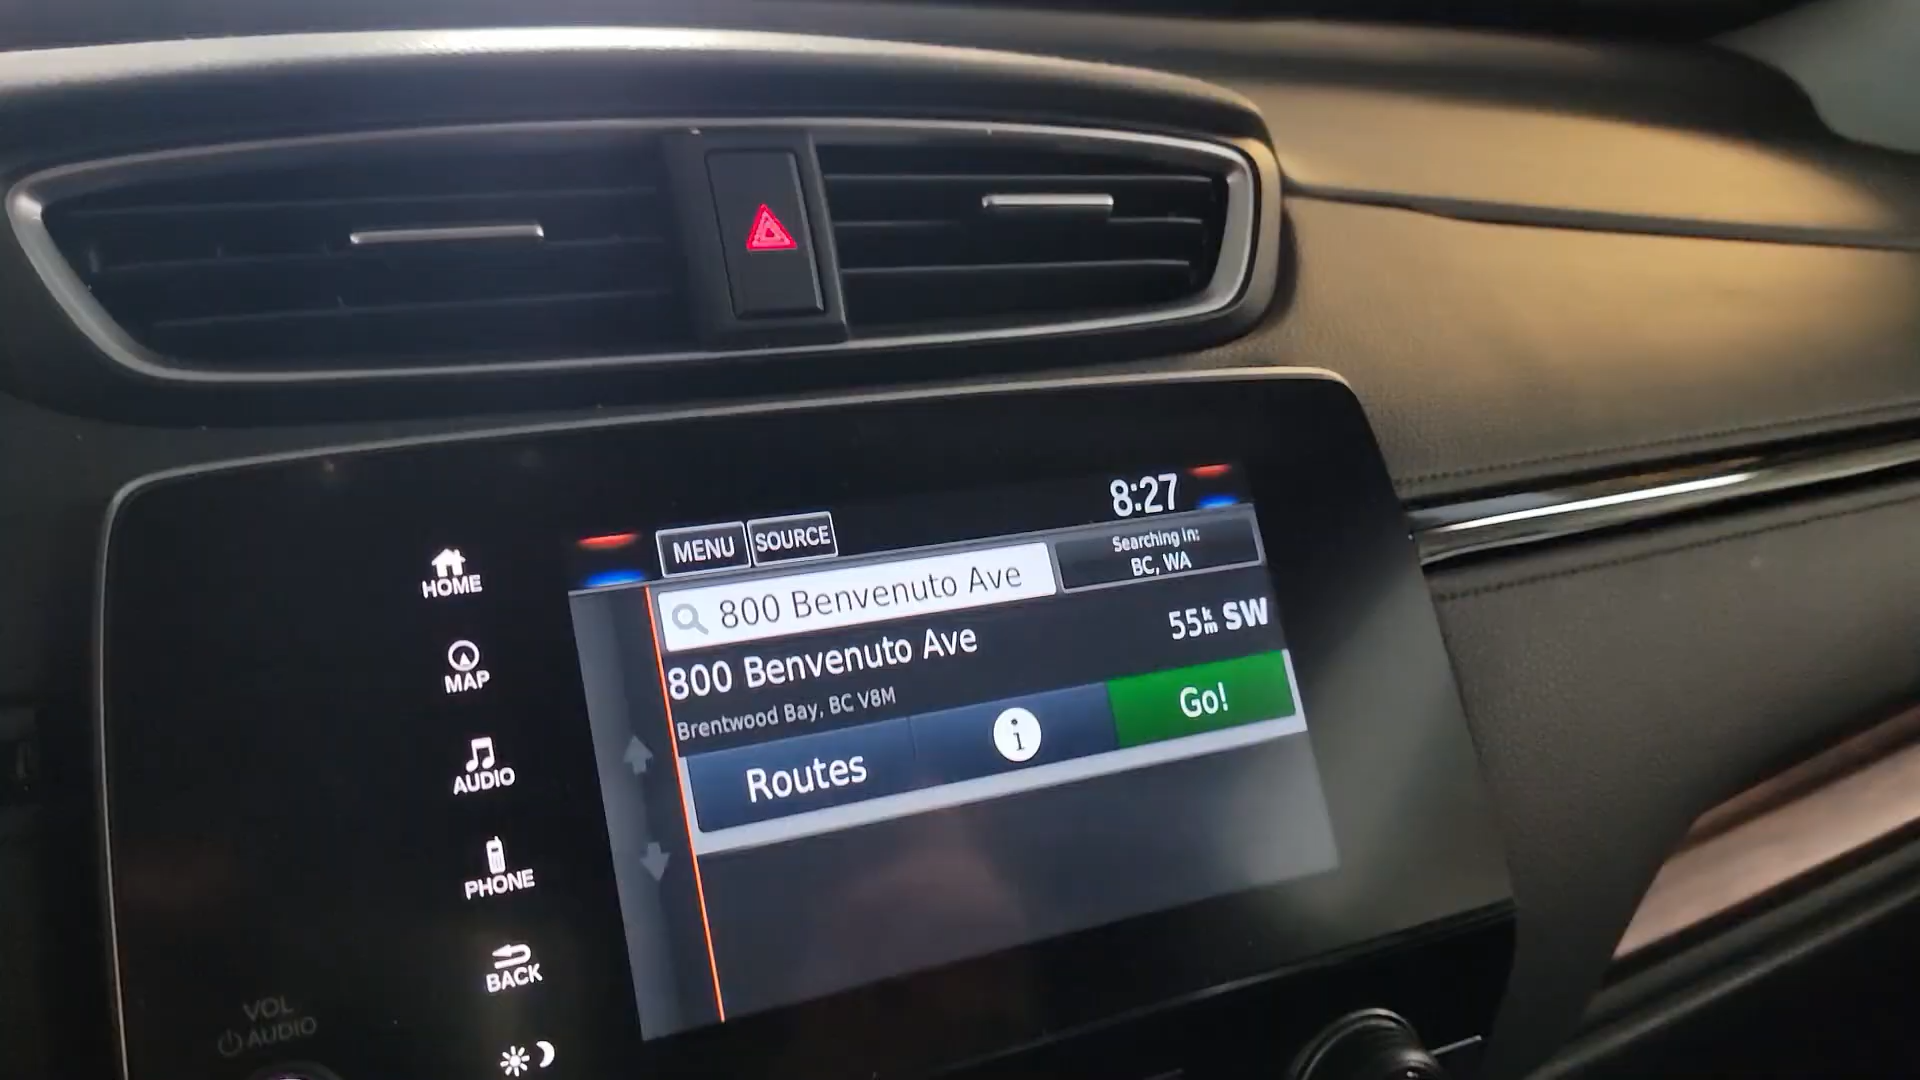 8:27
MENU
SOURCE
Searching in:
BC, WA
800 Benvenuto Ave
800 Benvenuto Ave
55 km SW
Brentwood Bay, BC V8M
Routes
i
Go!
HOME
MAP
AUDIO
PHONE
BACK
VOL
AUDIO